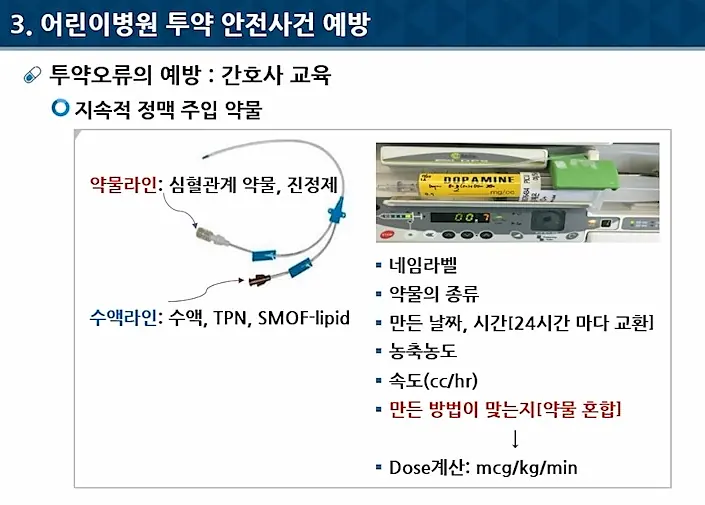 3. 어린이병원 투약 안전사건 예방
투약오류의 예방 : 간호사 교육
지속적 정맥 주입 약물
약물라인: 심혈관계 약물, 진정제
수액라인: 수액, TPN, SMOF-lipid
DOPAMINE
mg/cc
00.7
STOP
네임라벨
약물의 종류
만든 날짜, 시간[24시간 마다 교환]
농축농도
속도(cc/hr)
만든 방법이 맞는지[약물 혼합]
↓
Dose계산: mcg/kg/min